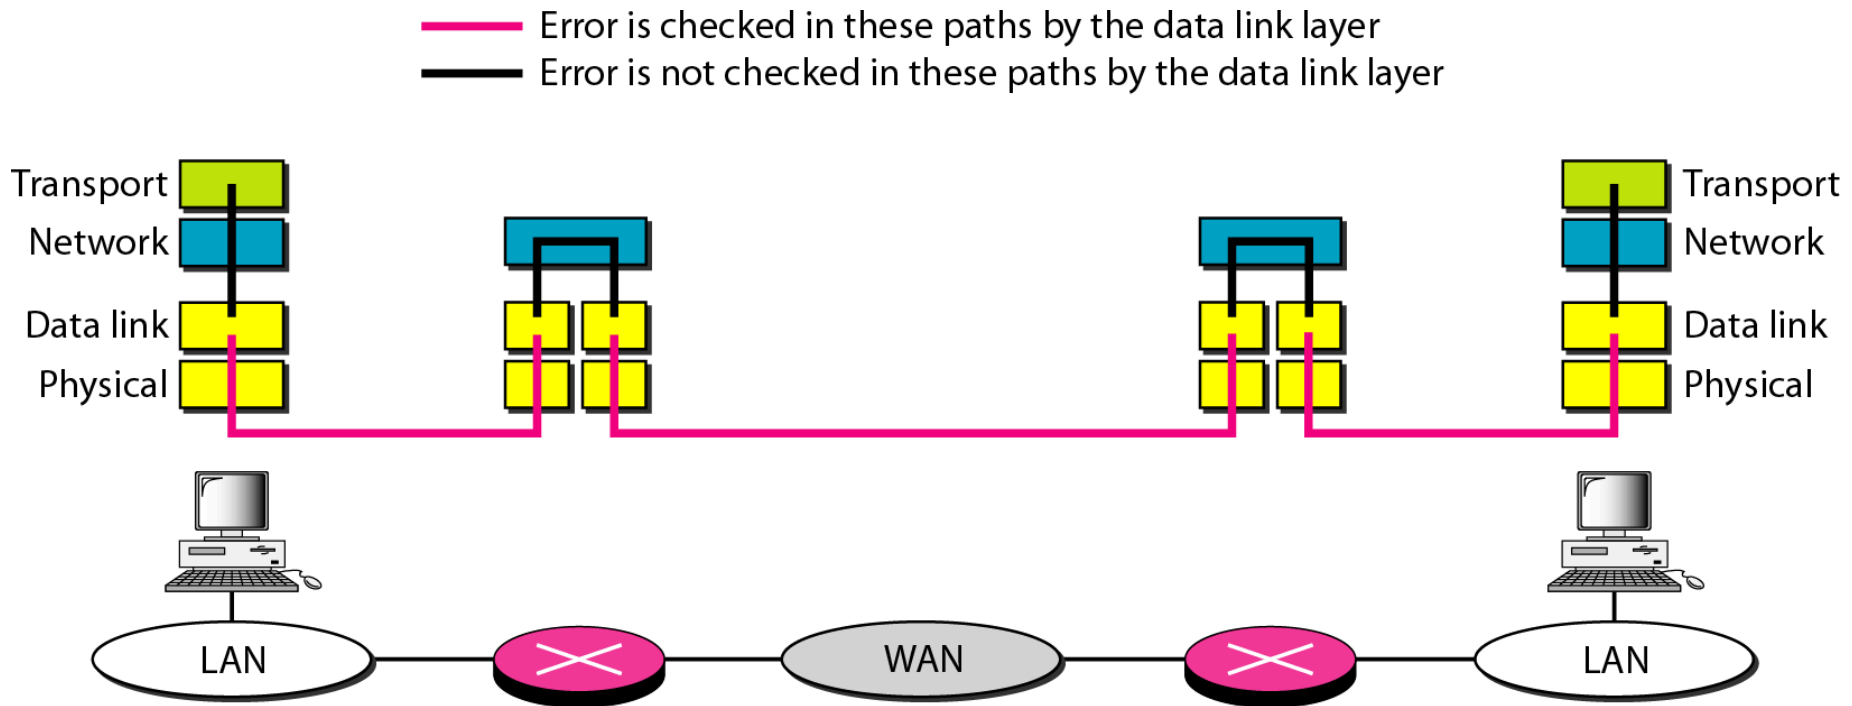 Error is checked in these paths by the data link layer
Error is not checked in these paths by the data link layer
Transport
Transport
Network
Network
Data link
Data link
Physical
Physical
LAN
WAN
LAN